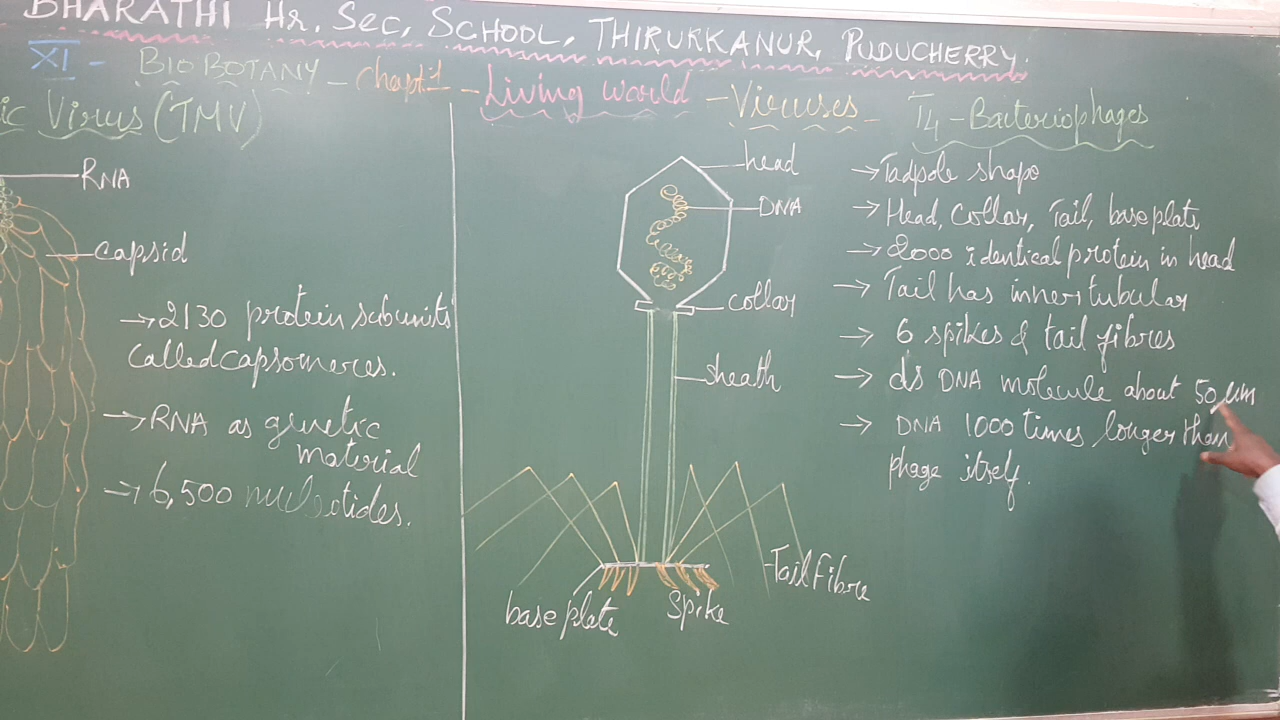 BHARATHI Hr. Sec, SCHOOL, THIRUKKANUR, PUDUCHERRY.
XI - BIO BOTANY - Chapt 1 - Living world - Viruses -
ic Virus (TMV)
RNA
capsid
→ 2130 protein subunits
called capsomeres.
→ RNA as genetic
material
→ 6,500 nucleotides.
head
DNA
collar
sheath
Tail Fibre
base plate
Spike
T4 - Bacteriophages
→ Tadpole shape
→ Head, Collar, Tail, base plate
→ 2000 identical protein in head
→ Tail has inner tubular
→ 6 spikes & tail fibres
→ ds DNA molecule about 50 µm
→ DNA 1000 times longer than
phage itself.